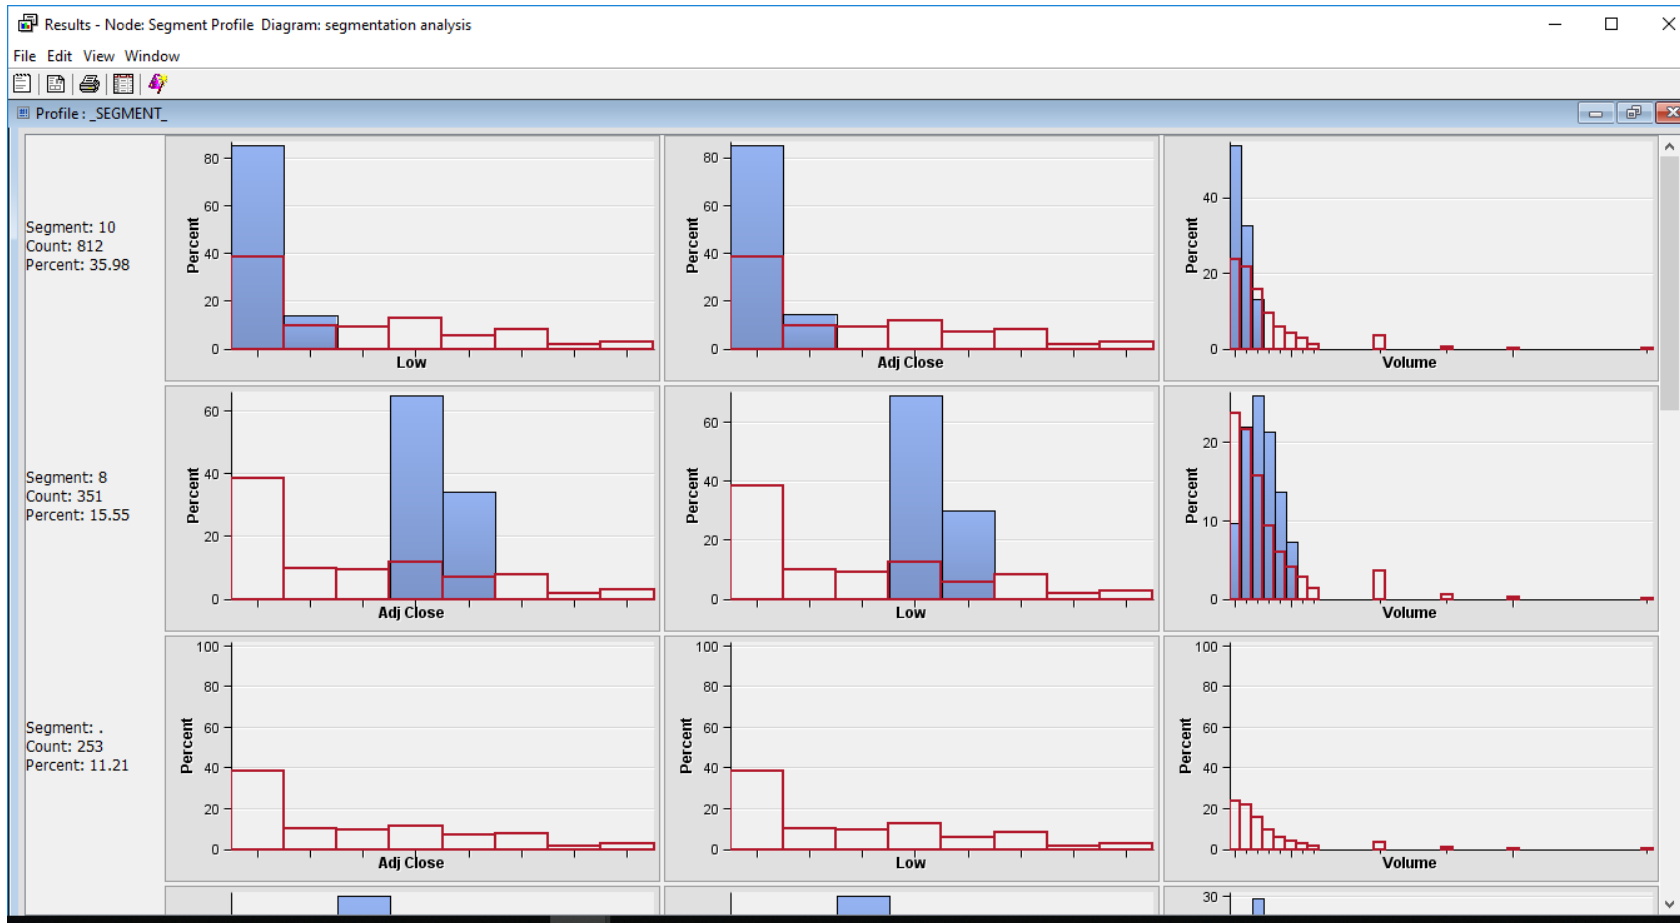 Results - Node: Segment Profile  Diagram: segmentation analysis
File  Edit  View  Window
Profile : _SEGMENT_
Segment: 10
Count: 812
Percent: 35.98
Percent
80
60
40
20
0
Low
Percent
80
60
40
20
0
Adj Close
Percent
40
20
0
Volume
Segment: 8
Count: 351
Percent: 15.55
Percent
60
40
20
0
Adj Close
Percent
60
40
20
0
Low
Percent
20
10
0
Volume
Segment: .
Count: 253
Percent: 11.21
Percent
100
80
60
40
20
0
Adj Close
Percent
100
80
60
40
20
0
Low
Percent
100
80
60
40
20
0
Volume
30